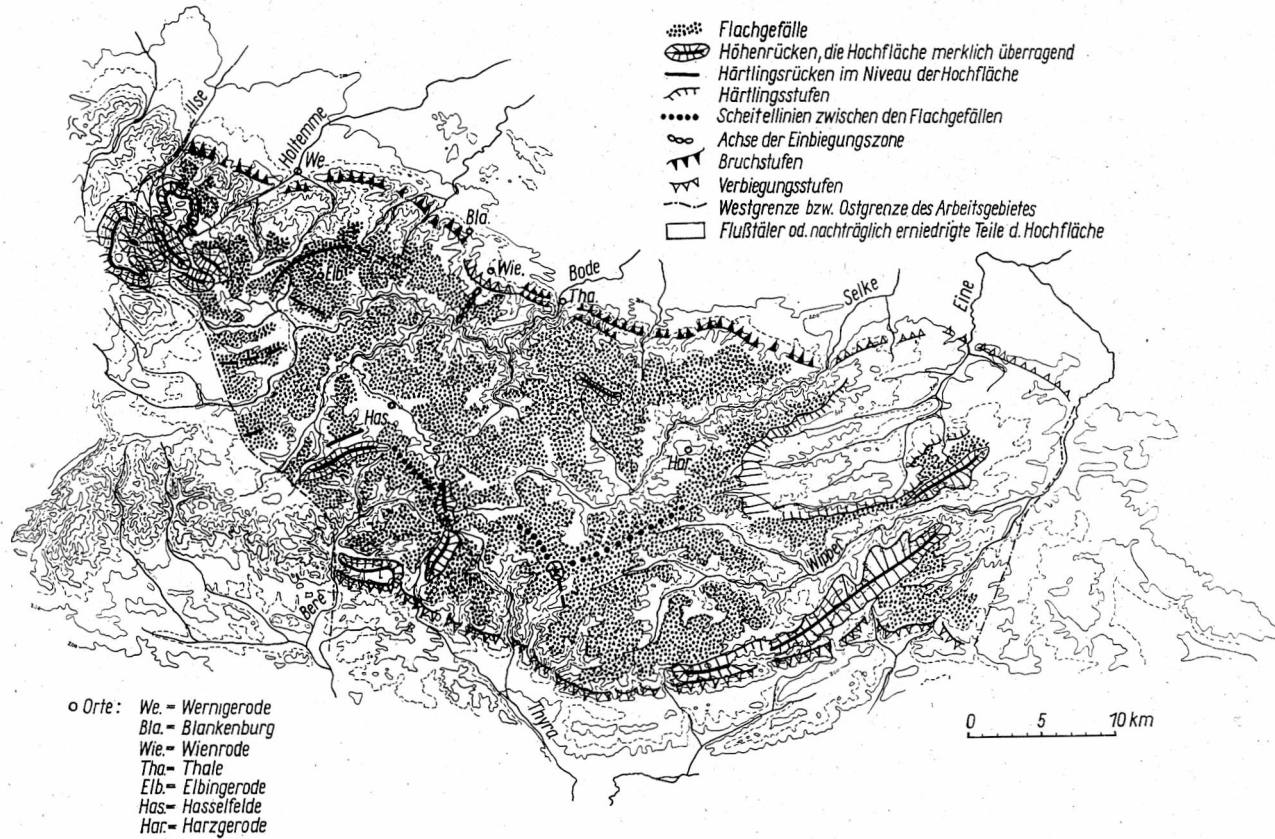 Flachgefälle
Höhenrücken, die Hochfläche merklich überragend
Härtlingsrücken im Niveau der Hochfläche
Härtlingsstufen
Scheitellinien zwischen den Flachgefällen
Achse der Einbiegungszone
Bruchstufen
Verbiegungsstufen
Westgrenze bzw. Ostgrenze des Arbeitsgebietes
Flußtäler od. nachträglich erniedrigte Teile d. Hochfläche
Ilse
Holtemme
We.
Bla.
Elb.
Wie.
Bode
Tha.
Selke
Eine
Has.
Har.
Wipper
Bere
Thyra
Orte:
We. = Wernigerode
Bla. = Blankenburg
Wie. = Wienrode
Tha. = Thale
Elb. = Elbingerode
Has. = Hasselfelde
Har. = Harzgerode
0 5 10 km